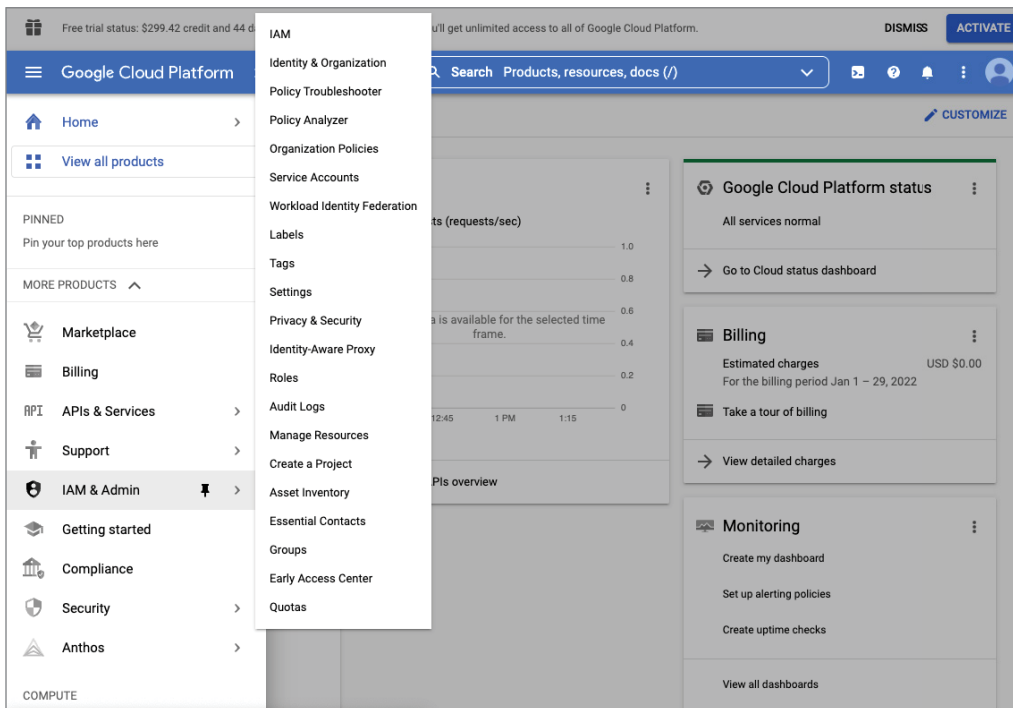 Free trial status: $299.42 credit and 44 d
u'll get unlimited access to all of Google Cloud Platform.
DISMISS
ACTIVATE
Google Cloud Platform
Search Products, resources, docs (/)
CUSTOMIZE
Home
View all products
PINNED
Pin your top products here
MORE PRODUCTS
Marketplace
Billing
API APIs & Services
Support
IAM & Admin
Getting started
Compliance
Security
Anthos
COMPUTE
IAM
Identity & Organization
Policy Troubleshooter
Policy Analyzer
Organization Policies
Service Accounts
Workload Identity Federation
Labels
Tags
Settings
Privacy & Security
Identity-Aware Proxy
Roles
Audit Logs
Manage Resources
Create a Project
Asset Inventory
Essential Contacts
Groups
Early Access Center
Quotas
ts (requests/sec)
1.0
0.8
0.6
a is available for the selected time
frame.
0.4
0.2
0
12:45 1 PM 1:15
PIs overview
Google Cloud Platform status
All services normal
Go to Cloud status dashboard
Billing
Estimated charges USD $0.00
For the billing period Jan 1 – 29, 2022
Take a tour of billing
View detailed charges
Monitoring
Create my dashboard
Set up alerting policies
Create uptime checks
View all dashboards